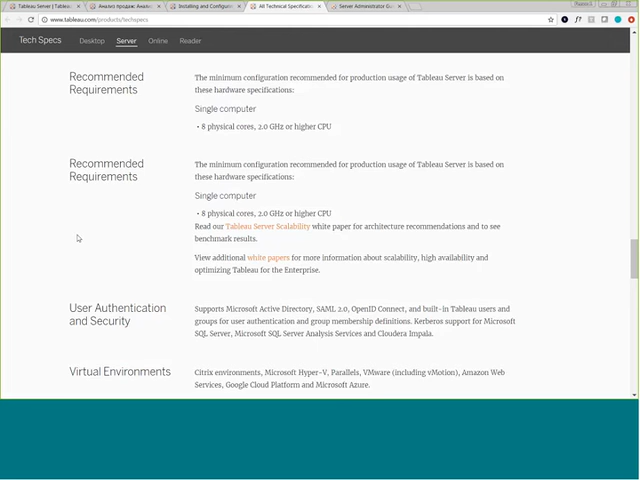 Tableau Server | Tablea
Анализ продаж: Анализ
Installing and Configurin
All Technical Specification
Server Administrator Gu
www.tableau.com/products/techspecs
Tech Specs Desktop Server Online Reader
Recommended
Requirements
The minimum configuration recommended for production usage of Tableau Server is based on
these hardware specifications:
Single computer
• 8 physical cores, 2.0 GHz or higher CPU
Recommended
Requirements
The minimum configuration recommended for production usage of Tableau Server is based on
these hardware specifications:
Single computer
• 8 physical cores, 2.0 GHz or higher CPU
Read our Tableau Server Scalability white paper for architecture recommendations and to see
benchmark results.
View additional white papers for more information about scalability, high availability and
optimizing Tableau for the Enterprise.
User Authentication
and Security
Supports Microsoft Active Directory, SAML 2.0, OpenID Connect, and built-in Tableau users and
groups for user authentication and group membership definitions. Kerberos support for Microsoft
SQL Server, Microsoft SQL Server Analysis Services and Cloudera Impala.
Virtual Environments
Citrix environments, Microsoft Hyper-V, Parallels, VMware (including vMotion), Amazon Web
Services, Google Cloud Platform and Microsoft Azure.